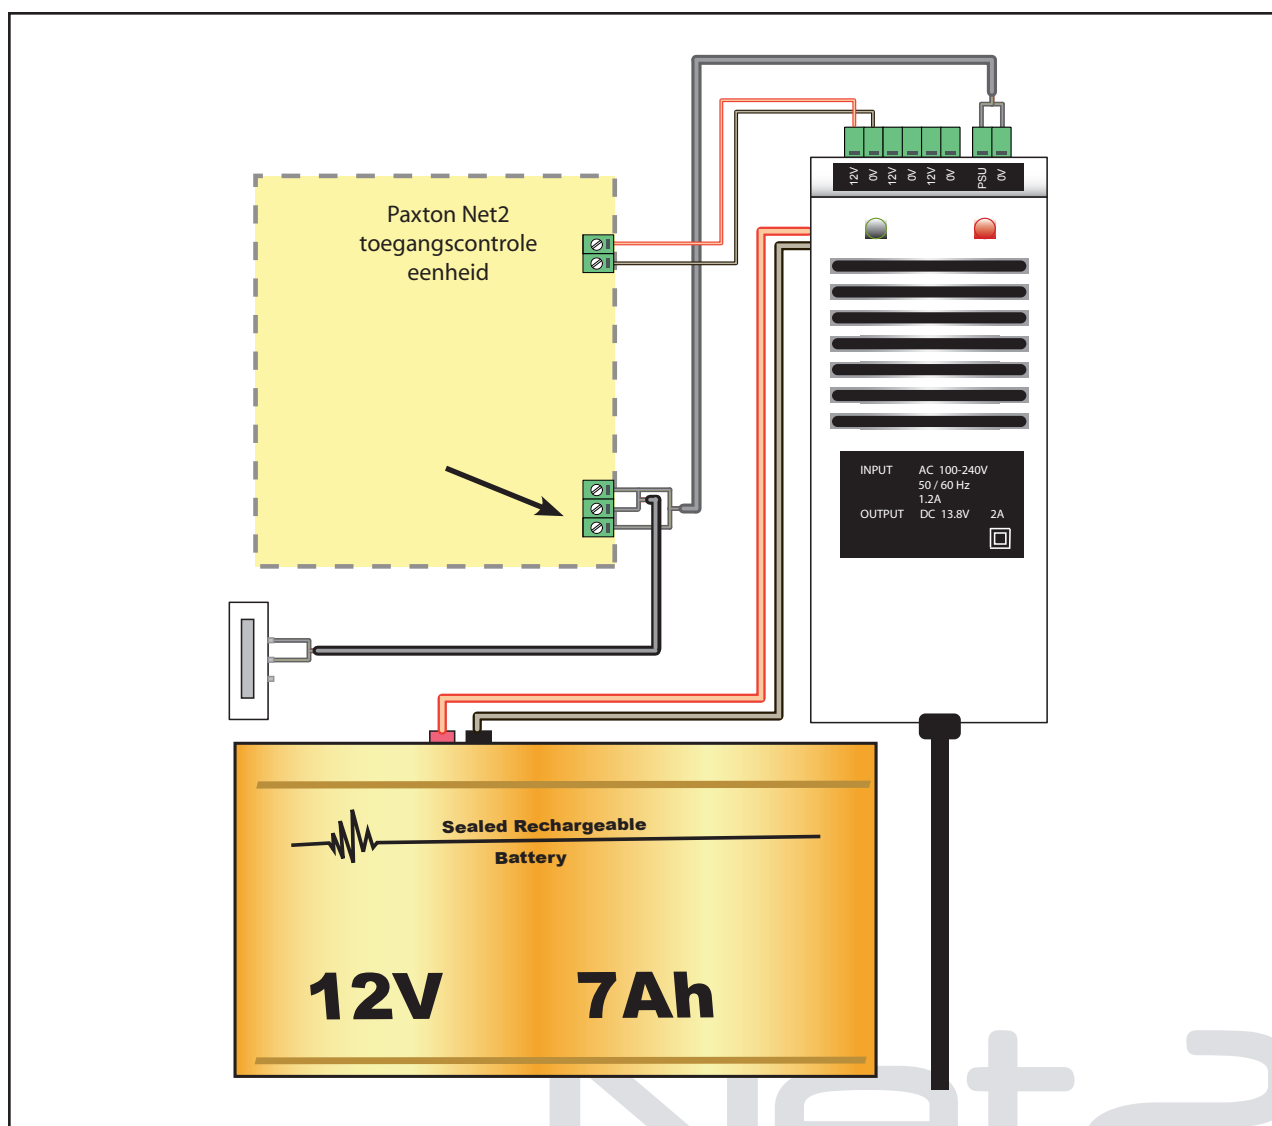 Paxton Net2
toegangscontrole
eenheid
12V 0V 12V 0V 12V 0V PSU 0V
INPUT AC 100-240V
50 / 60 Hz
1.2A
OUTPUT DC 13.8V 2A
Sealed Rechargeable
Battery
12V 7Ah
Net2